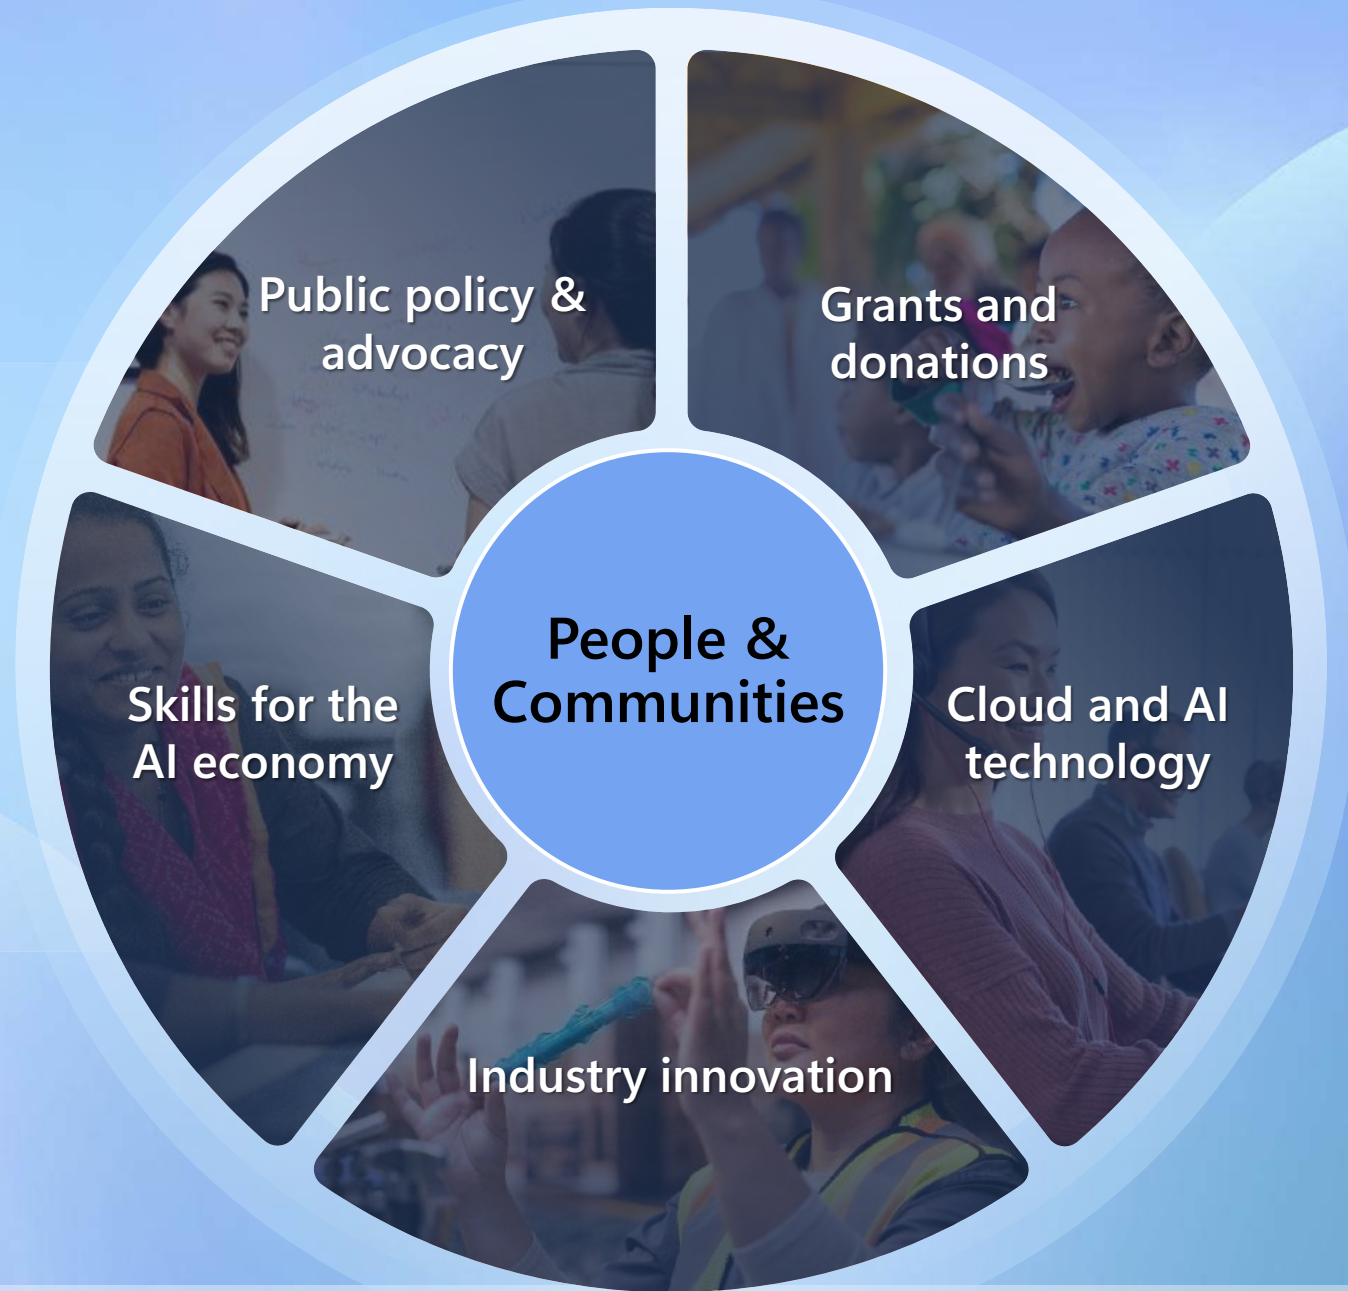 Public policy &
advocacy
Grants and
donations
People &
Communities
Skills for the
AI economy
Cloud and AI
technology
Industry innovation